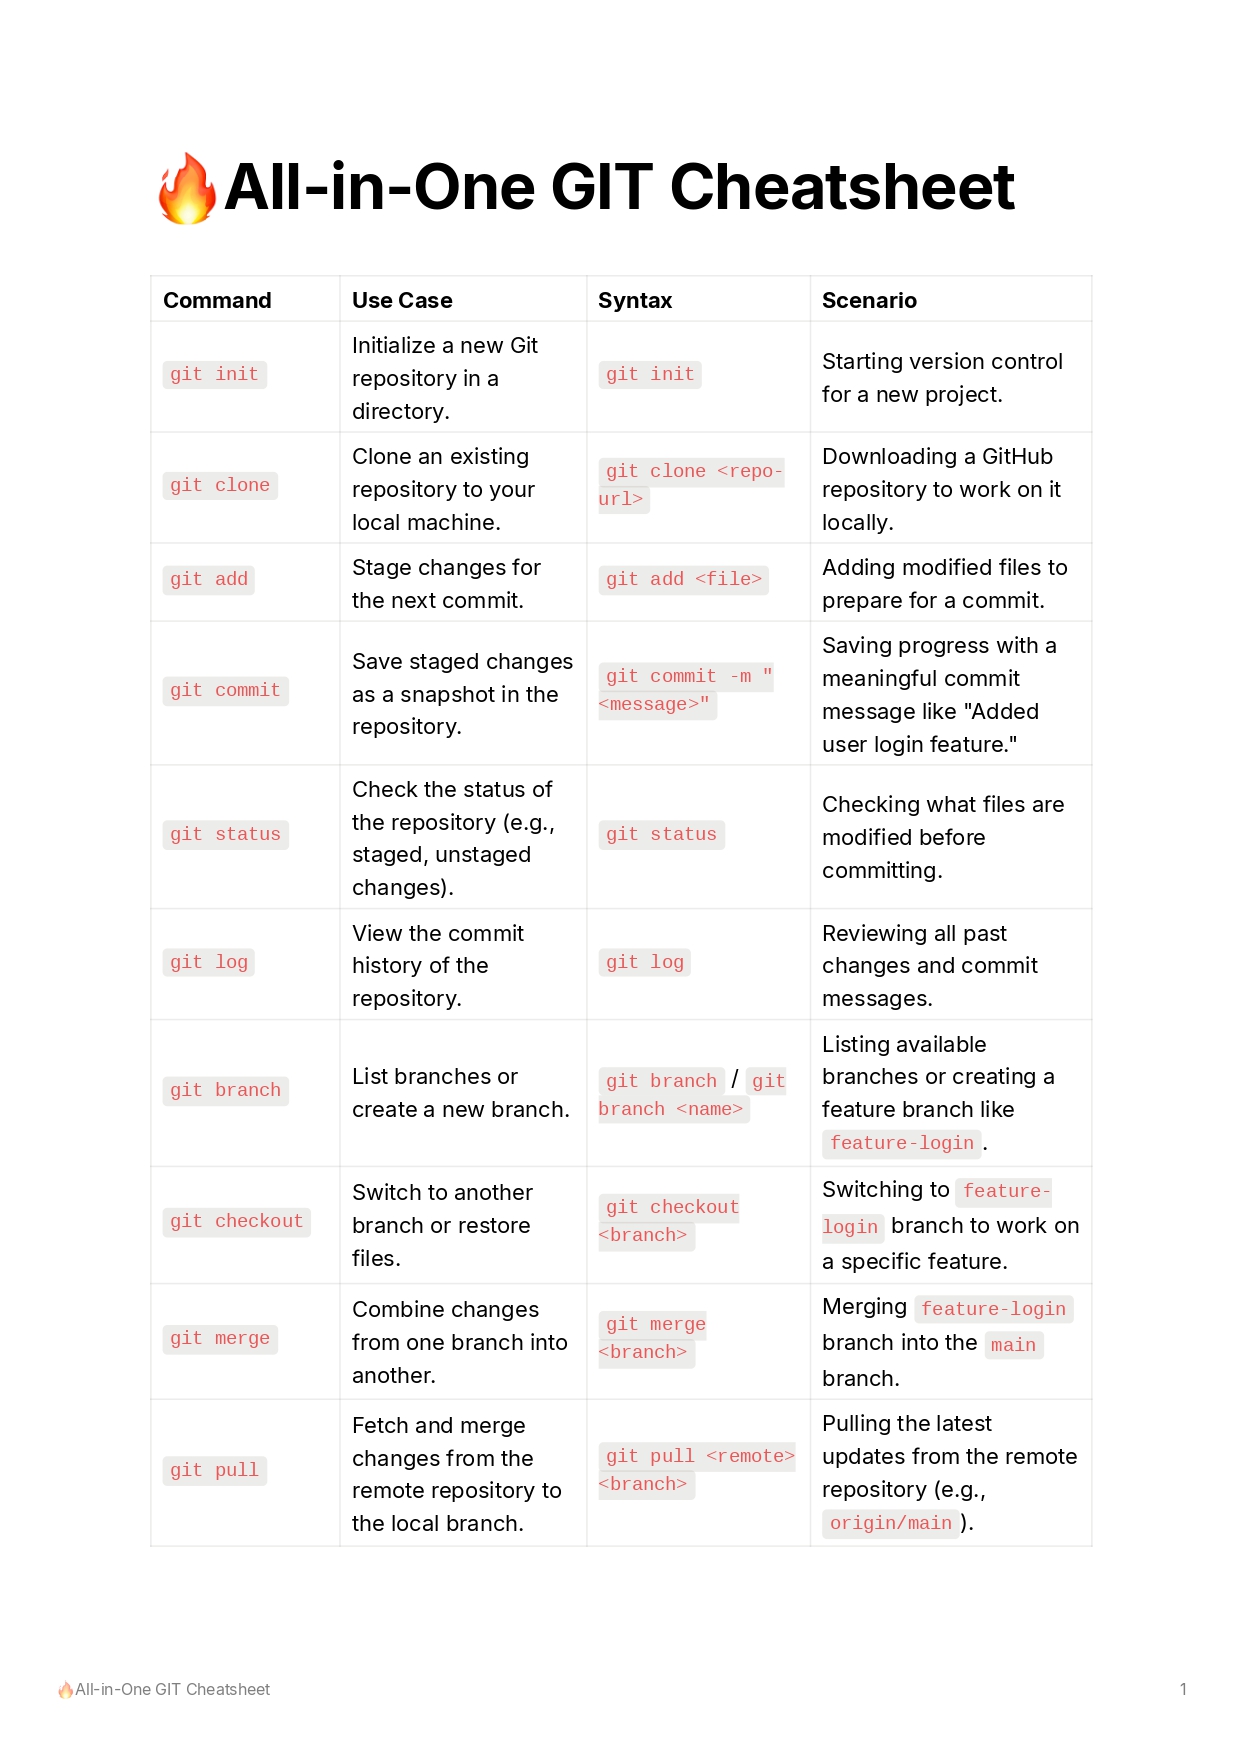 🔥All-in-One GIT Cheatsheet
Command Use Case Syntax Scenario
git init
Initialize a new Git
repository in a
directory.
git init
Starting version control
for a new project.
git clone
Clone an existing
repository to your
local machine.
git clone <repo-
url>
Downloading a GitHub
repository to work on it
locally.
git add
Stage changes for
the next commit.
git add <file>
Adding modified files to
prepare for a commit.
git commit
Save staged changes
as a snapshot in the
repository.
git commit -m "
<message>"
Saving progress with a
meaningful commit
message like "Added
user login feature."
git status
Check the status of
the repository (e.g.,
staged, unstaged
changes).
git status
Checking what files are
modified before
committing.
git log
View the commit
history of the
repository.
git log
Reviewing all past
changes and commit
messages.
git branch
List branches or
create a new branch.
git branch / git
branch <name>
Listing available
branches or creating a
feature branch like
feature-login .
git checkout
Switch to another
branch or restore
files.
git checkout
<branch>
Switching to feature-
login branch to work on
a specific feature.
git merge
Combine changes
from one branch into
another.
git merge
<branch>
Merging feature-login
branch into the main
branch.
git pull
Fetch and merge
changes from the
remote repository to
the local branch.
git pull <remote>
<branch>
Pulling the latest
updates from the remote
repository (e.g.,
origin/main ).
🔥All-in-One GIT Cheatsheet 1